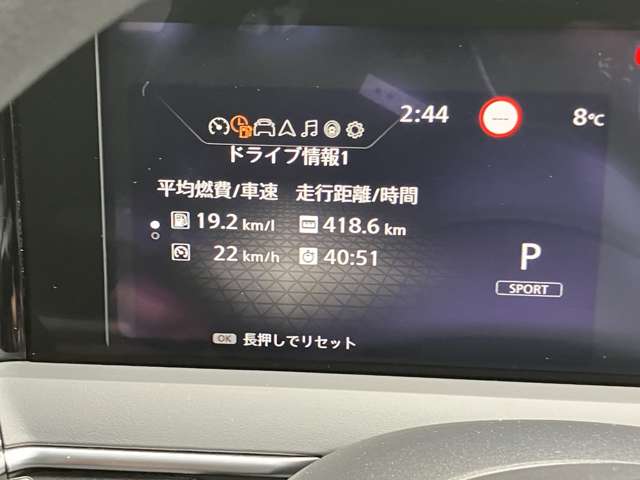 2:44 8℃
ドライブ情報1
平均燃費/車速 走行距離/時間
19.2 km/l 418.6 km
22 km/h 40:51
P
SPORT
OK 長押しでリセット